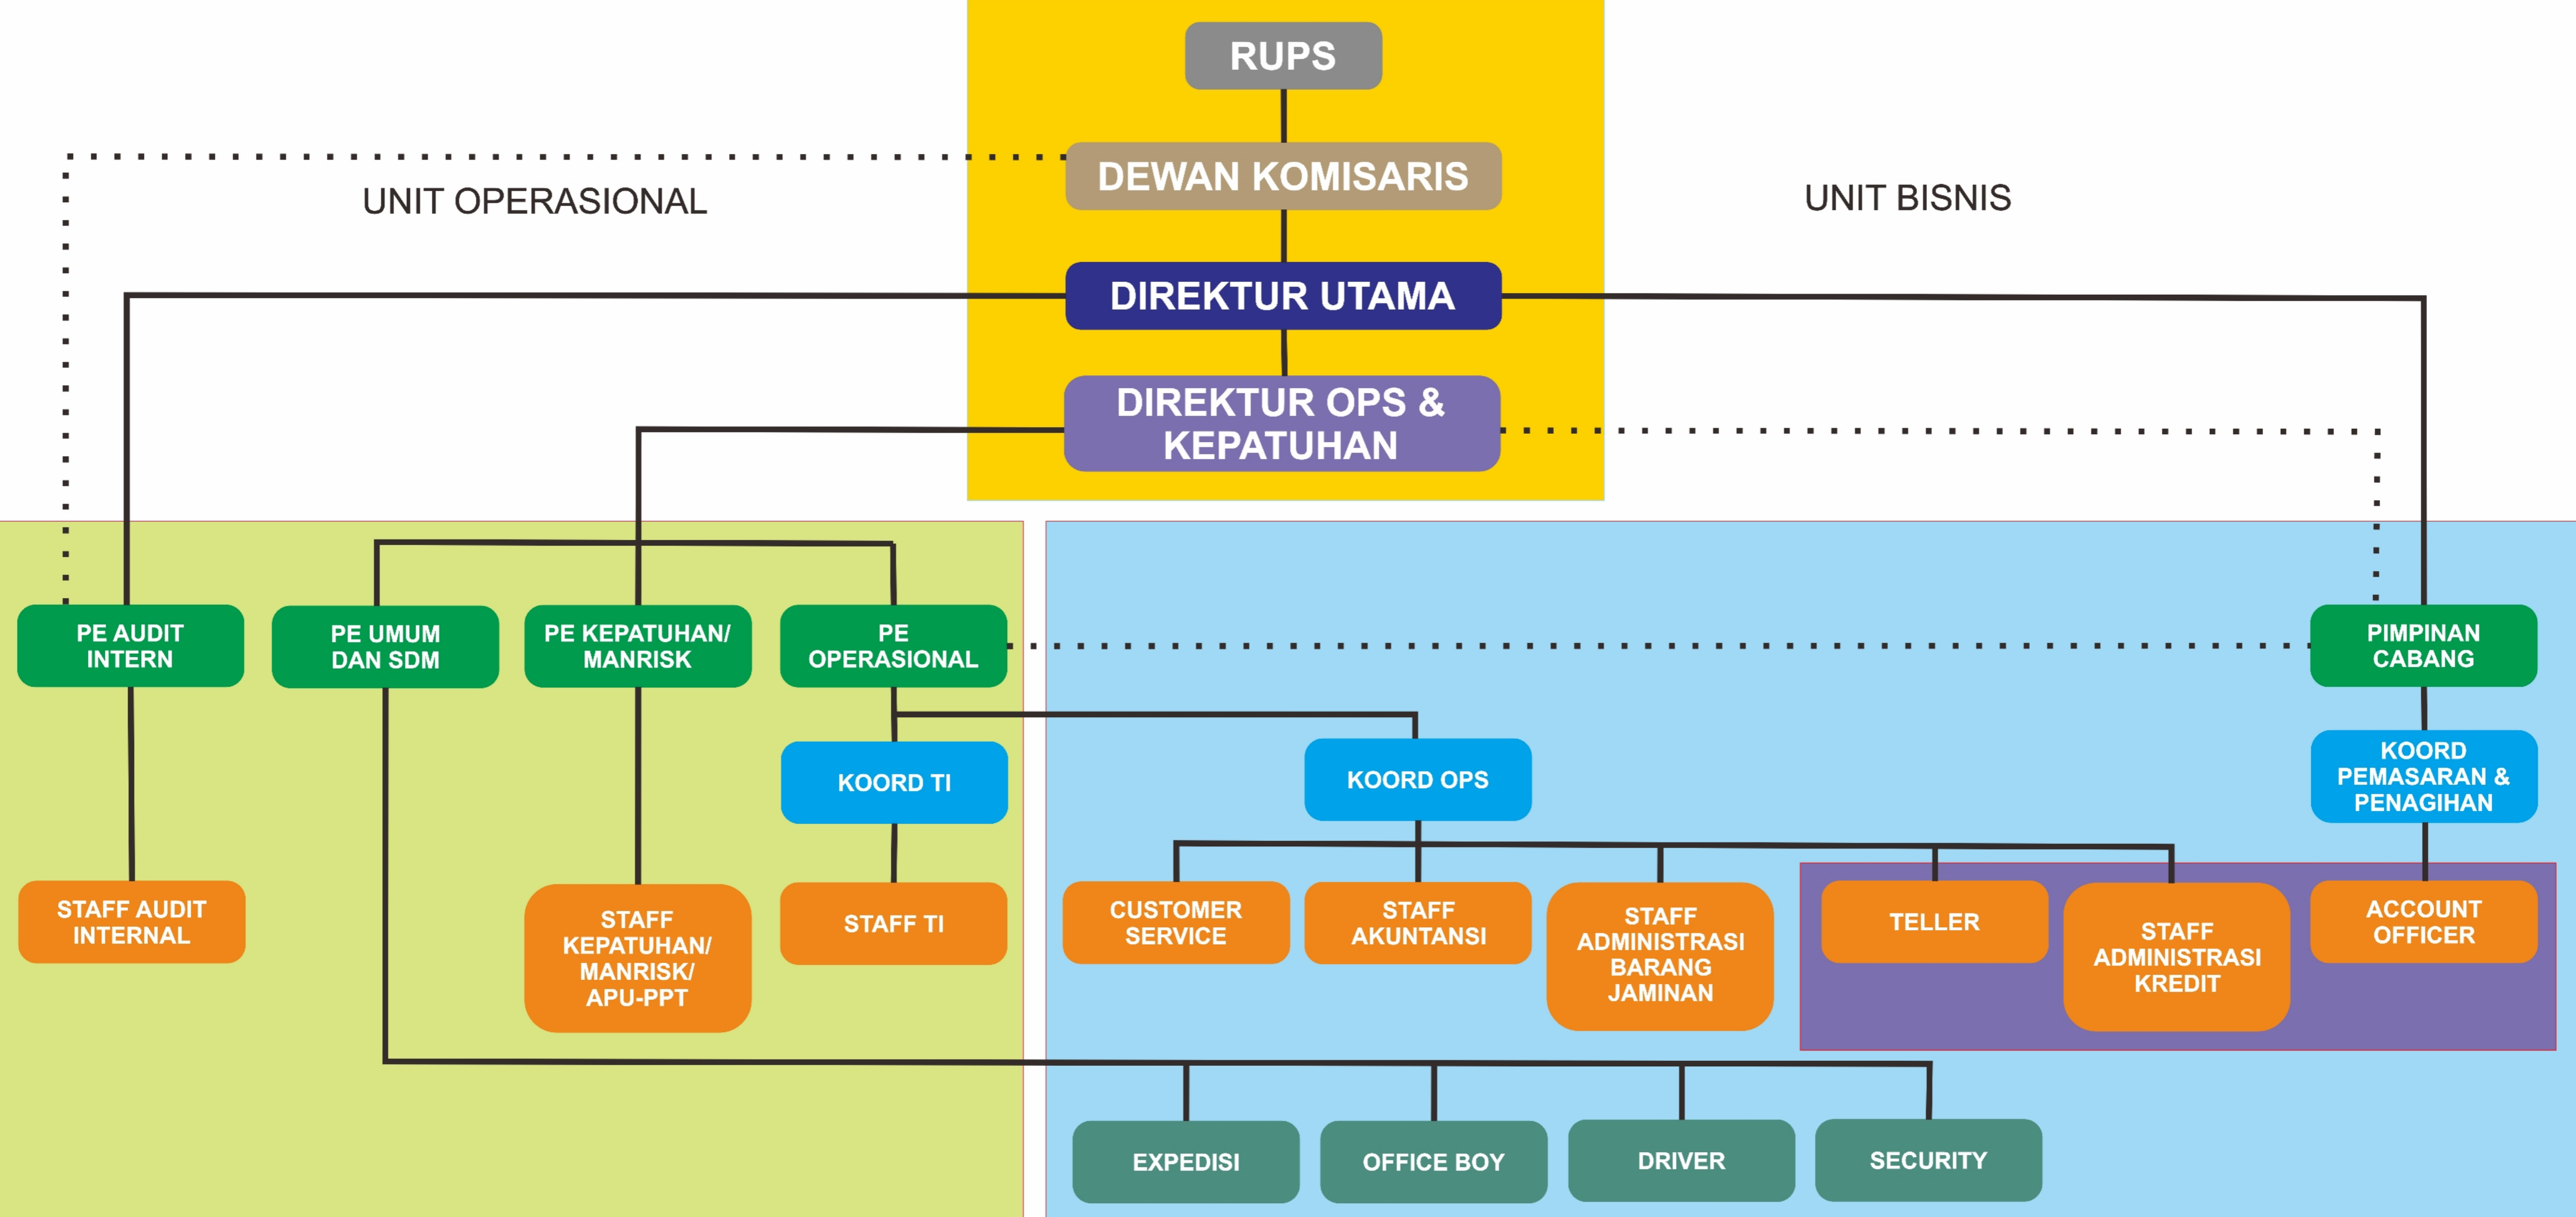 RUPS
DEWAN KOMISARIS
UNIT OPERASIONAL
UNIT BISNIS
DIREKTUR UTAMA
DIREKTUR OPS &
KEPATUHAN
PE AUDIT
INTERN
PE UMUM
DAN SDM
PE KEPATUHAN/
MANRISK
PE
OPERASIONAL
PIMPINAN
CABANG
KOORD TI
KOORD OPS
KOORD
PEMASARAN &
PENAGIHAN
STAFF AUDIT
INTERNAL
STAFF
KEPATUHAN/
MANRISK/
APU-PPT
STAFF TI
CUSTOMER
SERVICE
STAFF
AKUNTANSI
STAFF
ADMINISTRASI
BARANG
JAMINAN
TELLER
STAFF
ADMINISTRASI
KREDIT
ACCOUNT
OFFICER
EXPEDISI
OFFICE BOY
DRIVER
SECURITY